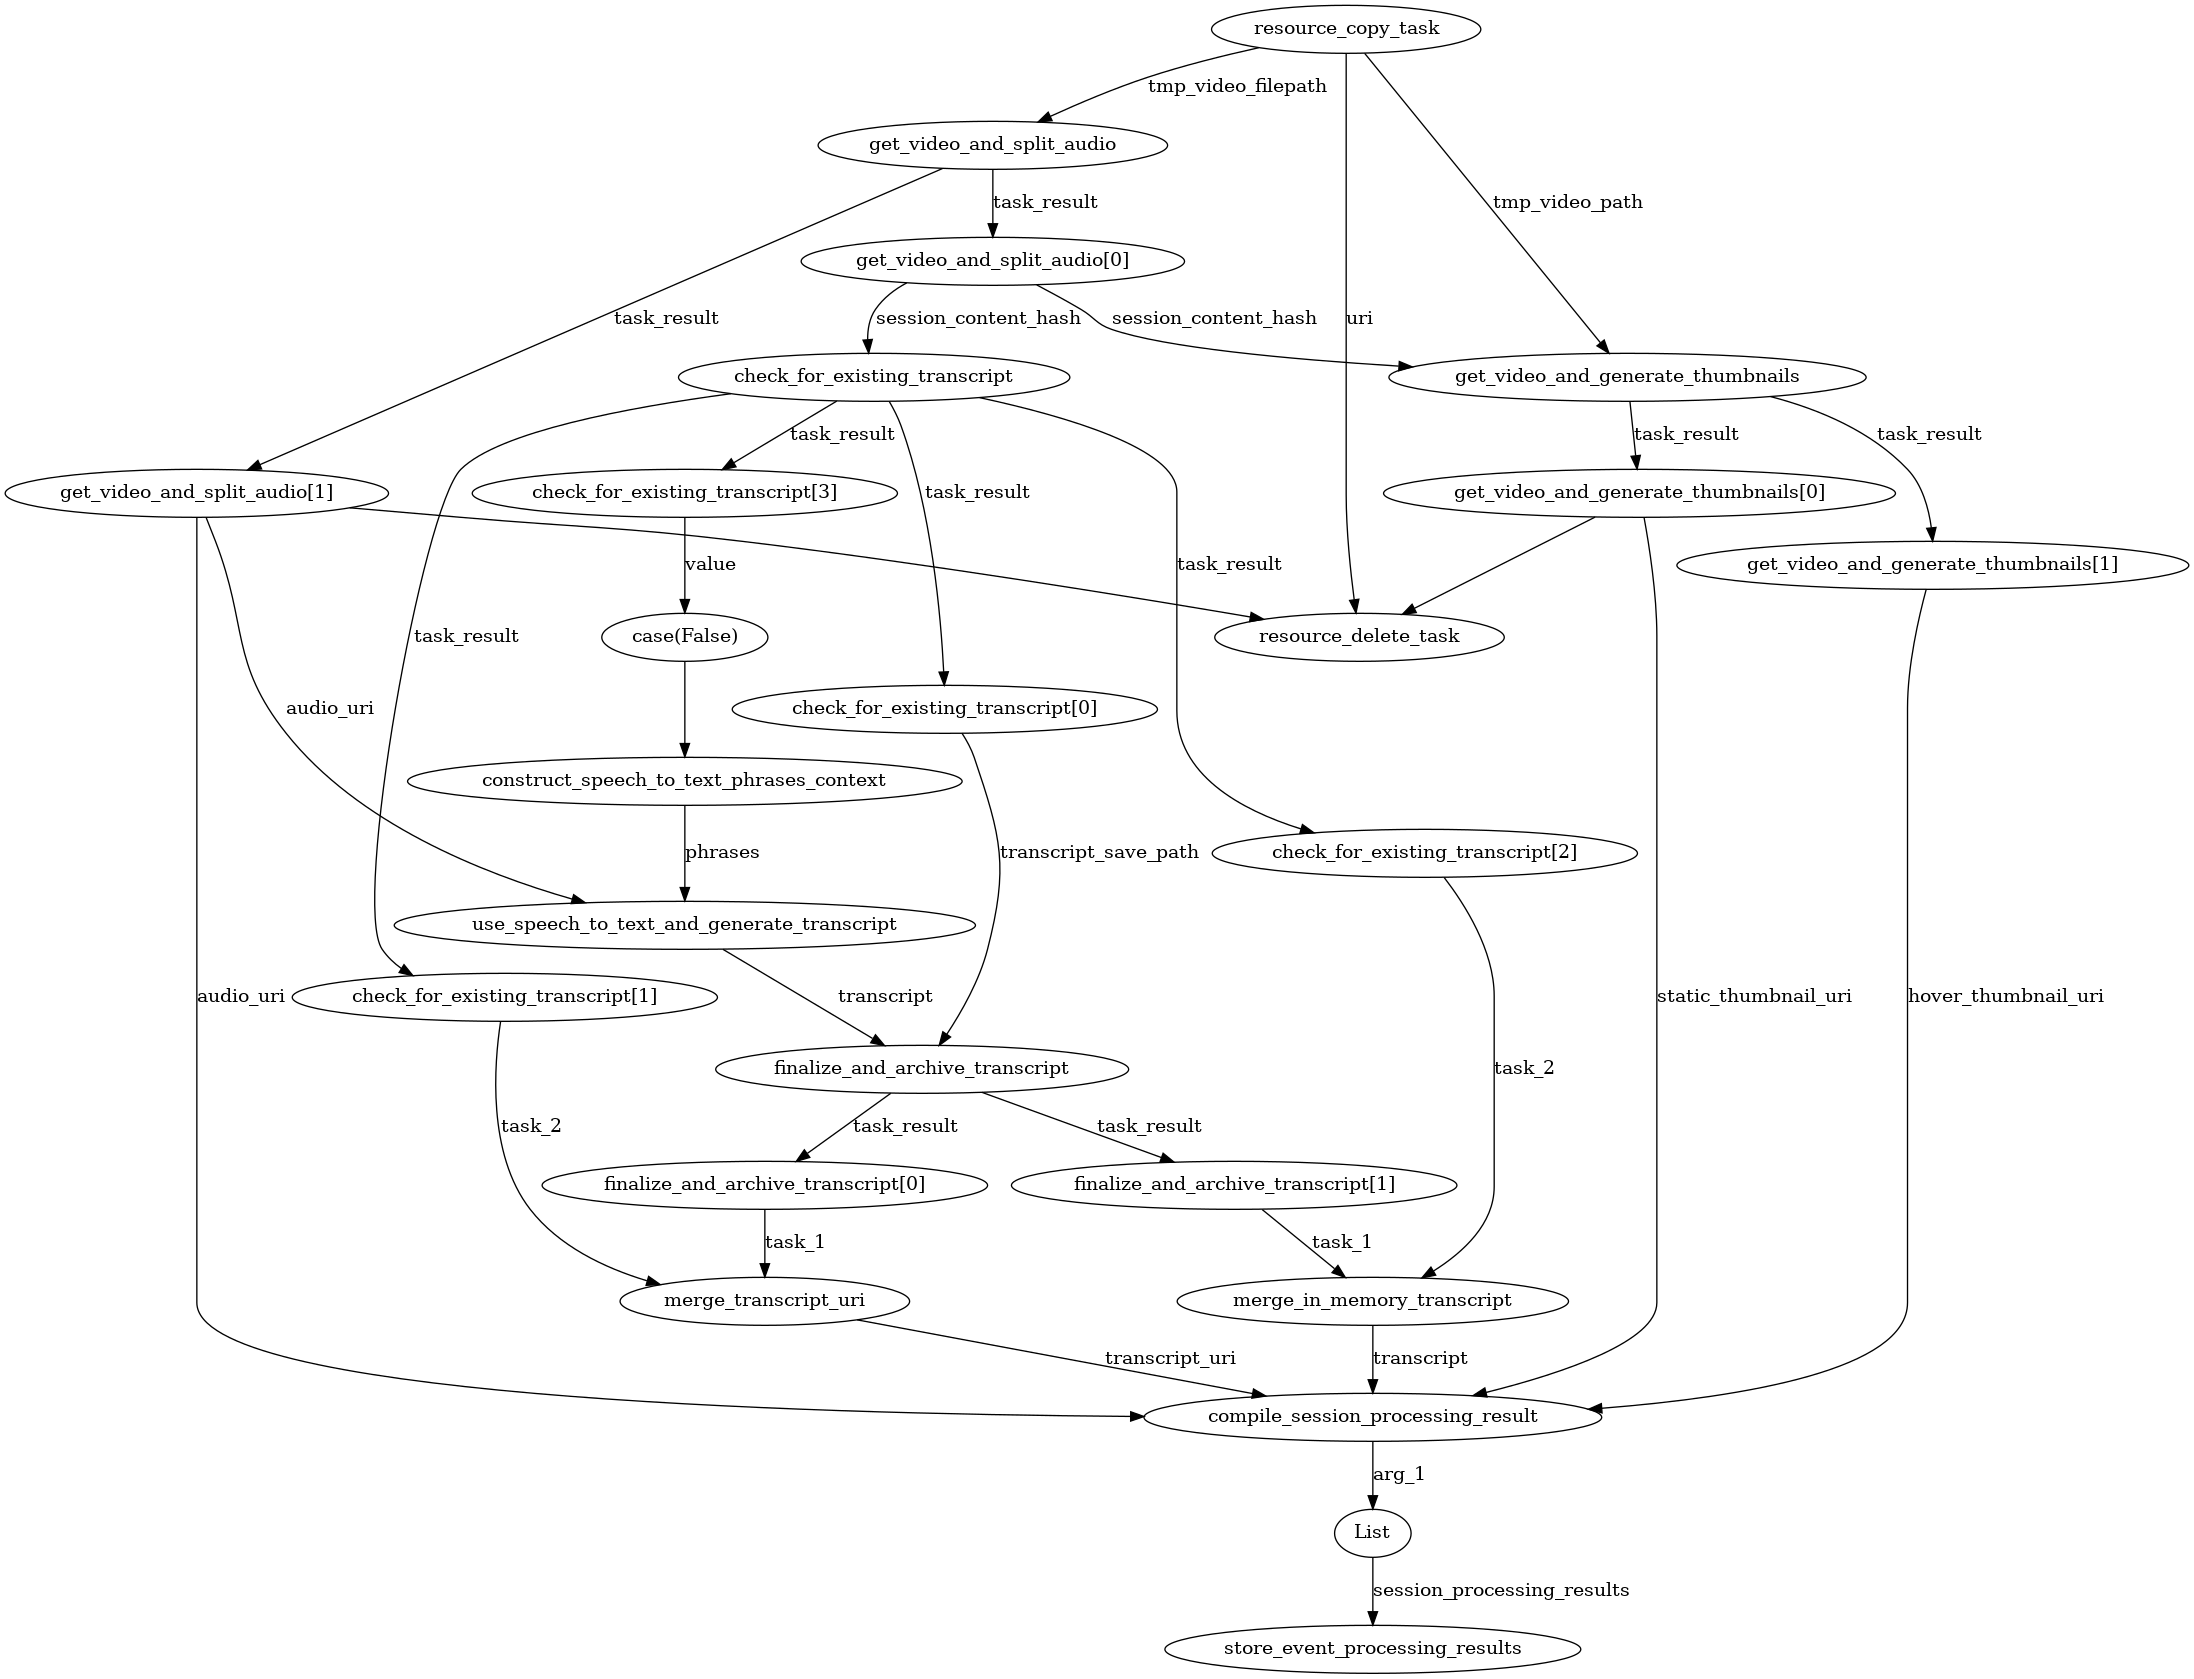 resource_copy_task
tmp_video_filepath
get_video_and_split_audio
task_result
tmp_video_path
get_video_and_split_audio[0]
task_result
session_content_hash
session_content_hash
uri
check_for_existing_transcript
get_video_and_generate_thumbnails
task_result
task_result
task_result
get_video_and_split_audio[1]
check_for_existing_transcript[3]
task_result
get_video_and_generate_thumbnails[0]
value
task_result
get_video_and_generate_thumbnails[1]
task_result
case(False)
resource_delete_task
audio_uri
check_for_existing_transcript[0]
construct_speech_to_text_phrases_context
phrases
transcript_save_path
check_for_existing_transcript[2]
use_speech_to_text_and_generate_transcript
audio_uri
check_for_existing_transcript[1]
transcript
static_thumbnail_uri
hover_thumbnail_uri
finalize_and_archive_transcript
task_2
task_2
task_result
task_result
finalize_and_archive_transcript[0]
finalize_and_archive_transcript[1]
task_1
task_1
merge_transcript_uri
merge_in_memory_transcript
transcript_uri
transcript
compile_session_processing_result
arg_1
List
session_processing_results
store_event_processing_results